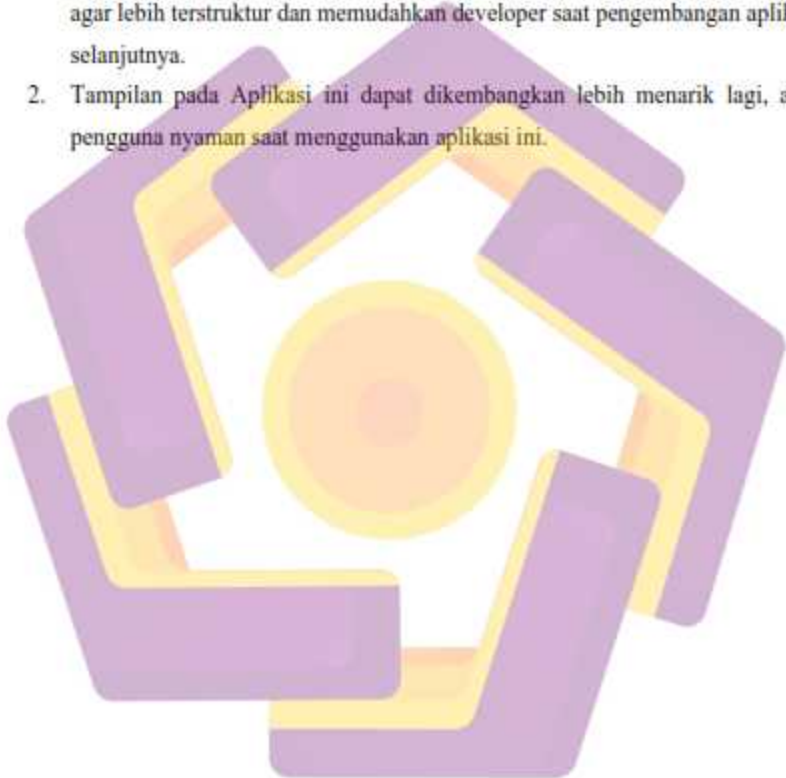 agar lebih terstruktur dan memudahkan developer saat pengembangan
selanjutnya.
2. Tampilan pada Aplikasi ini dapat dikembangkan lebih menarik lagi,
pengguna nyaman saat menggunakan aplikasi ini.